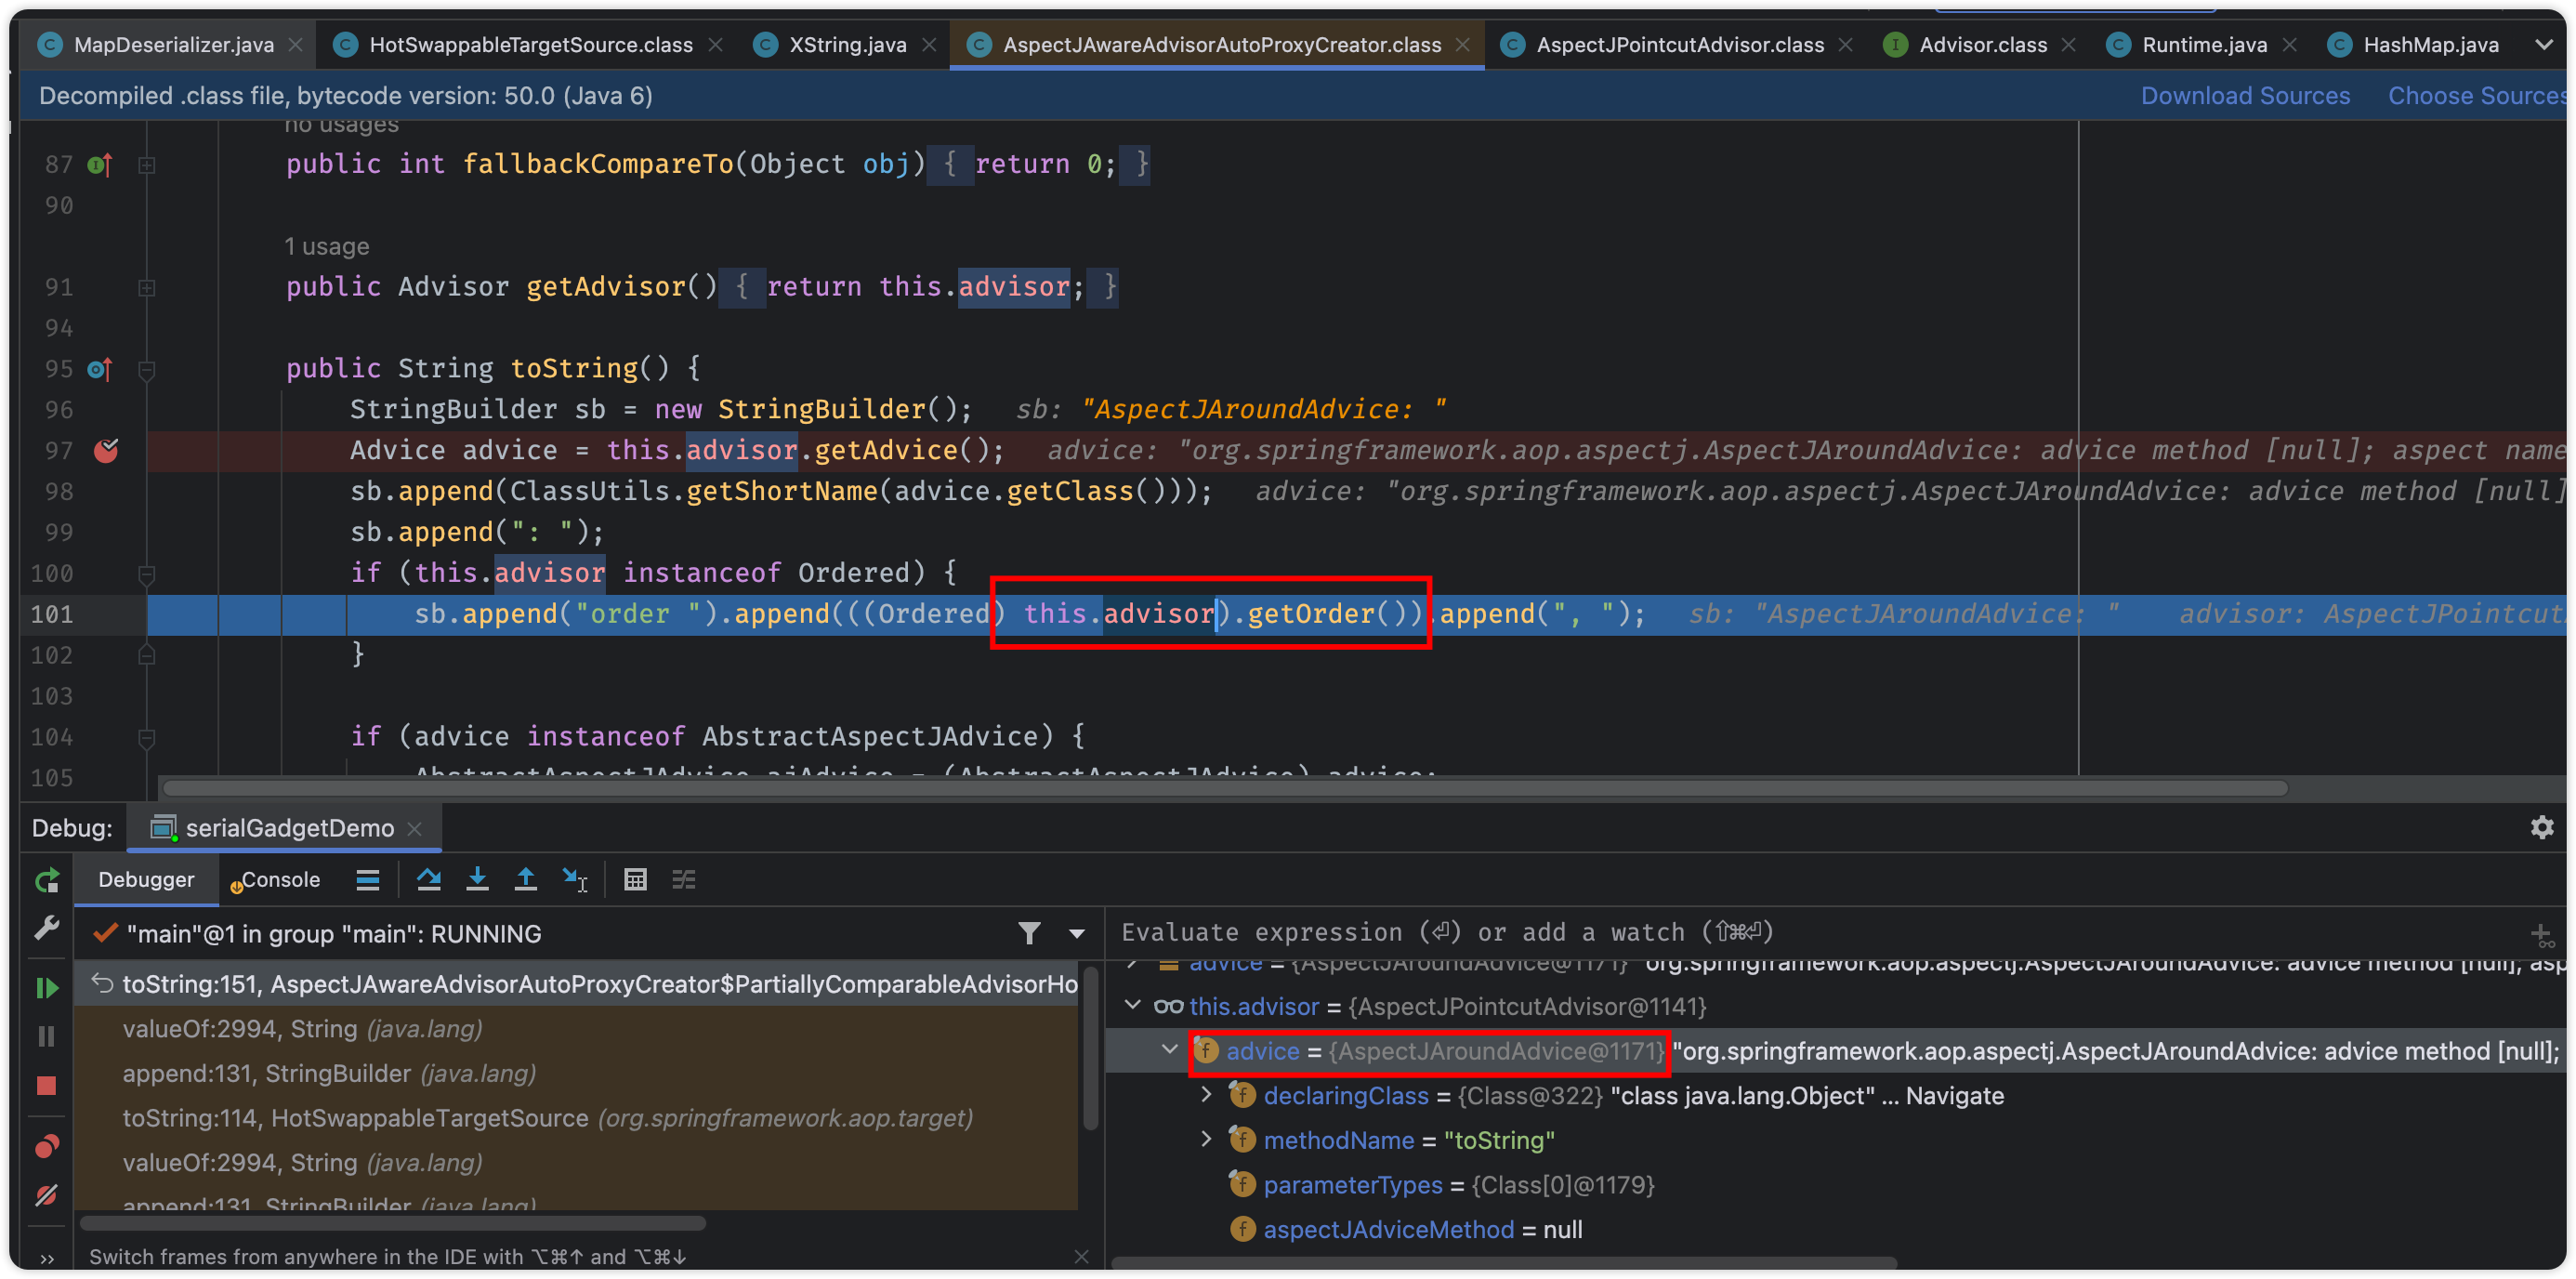 MapDeserializer.java HotSwappableTargetSource.class XString.java AspectJAwareAdvisorAutoProxyCreator.class AspectJPointcutAdvisor.class Advisor.class Runtime.java HashMap.java
Decompiled .class file, bytecode version: 50.0 (Java 6) Download Sources Choose Sources
no usages
87 public int fallbackCompareTo(Object obj) { return 0; }
90
1 usage
91 public Advisor getAdvisor() { return this.advisor; }
94
95 public String toString() {
96 StringBuilder sb = new StringBuilder(); sb: "AspectJAroundAdvice: "
97 Advice advice = this.advisor.getAdvice(); advice: "org.springframework.aop.aspectj.AspectJAroundAdvice: advice method [null]; aspect name
98 sb.append(ClassUtils.getShortName(advice.getClass())); advice: "org.springframework.aop.aspectj.AspectJAroundAdvice: advice method [null]
99 sb.append(": ");
100 if (this.advisor instanceof Ordered) {
101 sb.append("order ").append(((Ordered) this.advisor).getOrder()).append(", "); sb: "AspectJAroundAdvice: " advisor: AspectJPointcut
102 }
103
104 if (advice instanceof AbstractAspectJAdvice) {
105 AbstractAspectJAdvice ajAdvice = (AbstractAspectJAdvice) advice;
Debug: serialGadgetDemo
Debugger Console
"main"@1 in group "main": RUNNING
Evaluate expression (⏎) or add a watch (⇧⌘⏎)
toString:151, AspectJAwareAdvisorAutoProxyCreator$PartiallyComparableAdvisorHo
valueOf:2994, String (java.lang)
append:131, StringBuilder (java.lang)
toString:114, HotSwappableTargetSource (org.springframework.aop.target)
valueOf:2994, String (java.lang)
append:131, StringBuilder (java.lang)
Switch frames from anywhere in the IDE with ⌥⌘↑ and ⌥⌘↓
advice = {AspectJAroundAdvice@1171} "org.springframework.aop.aspectj.AspectJAroundAdvice: advice method [null]; asp
this.advisor = {AspectJPointcutAdvisor@1141}
advice = {AspectJAroundAdvice@1171} "org.springframework.aop.aspectj.AspectJAroundAdvice: advice method [null];
declaringClass = {Class@322} "class java.lang.Object" ... Navigate
methodName = "toString"
parameterTypes = {Class[0]@1179}
aspectJAdviceMethod = null